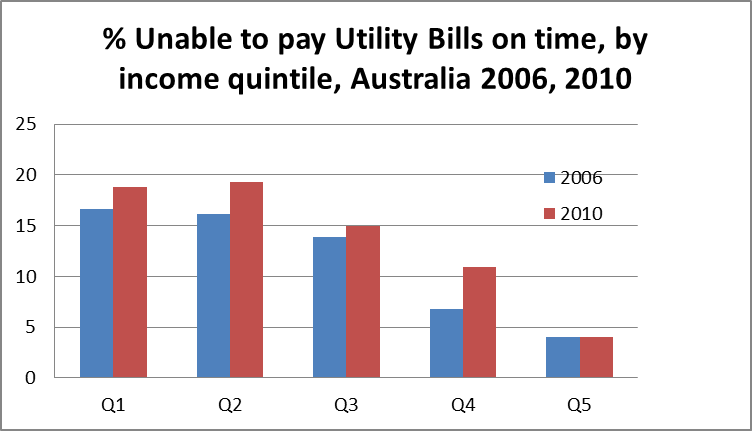 % Unable to pay Utility Bills on time, by
income quintile, Australia 2006, 2010
25
20
15
10
5
0
2006
2010
Q1
Q2
Q3
Q4
Q5